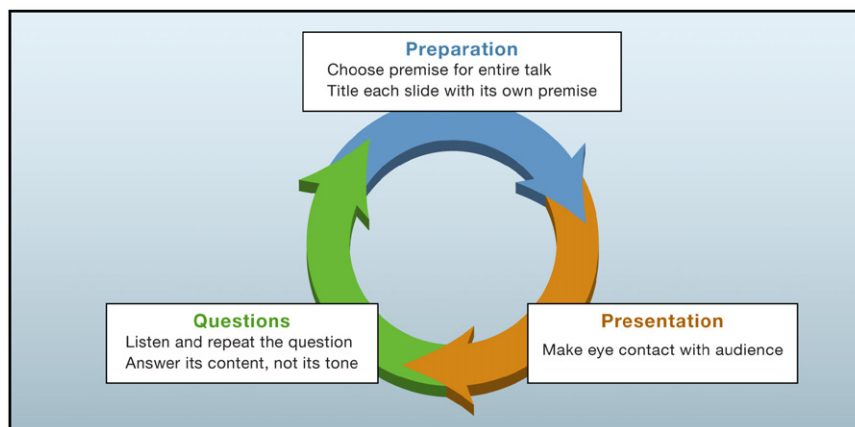 Preparation
Choose premise for entire talk
Title each slide with its own premise
Questions
Listen and repeat the question
Answer its content, not its tone
Presentation
Make eye contact with audience